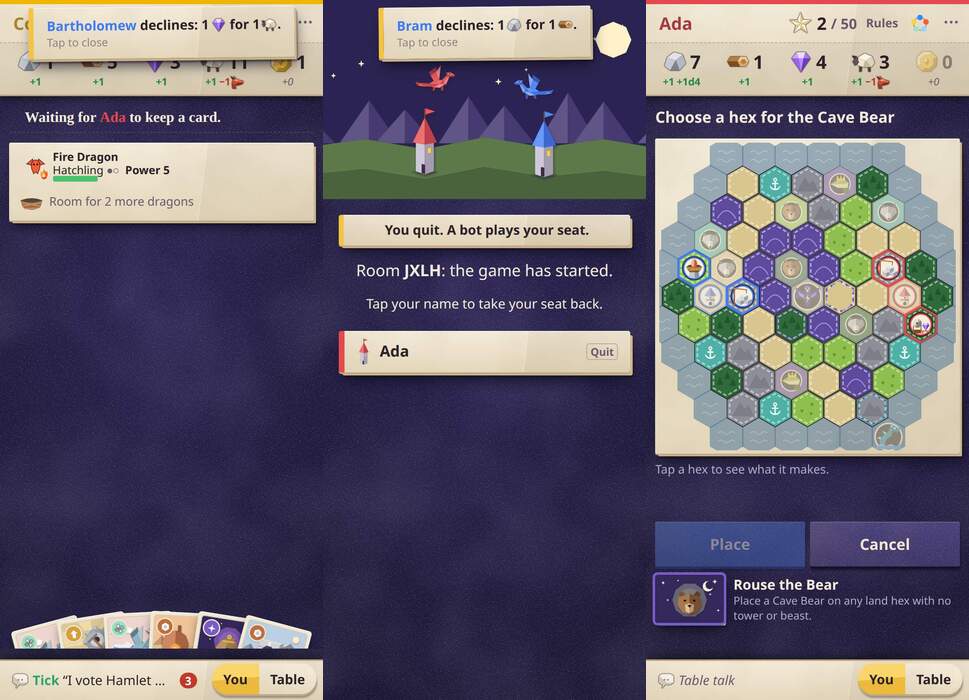 Bartholomew declines: 1 for 1.
Tap to close
+1 +1 +1 +1 −1 +0
Waiting for Ada to keep a card.
Fire Dragon
Hatchling Power 5
Room for 2 more dragons
Tick “I vote Hamlet ... 3
You Table
Bram declines: 1 for 1.
Tap to close
You quit. A bot plays your seat.
Room JXLH: the game has started.
Tap your name to take your seat back.
Ada Quit
Ada 2 / 50 Rules ...
7 1 4 3 0
+1 +1d4 +1 +1 +1 −1 +0
Choose a hex for the Cave Bear
Tap a hex to see what it makes.
Place Cancel
Rouse the Bear
Place a Cave Bear on any land hex with no
tower or beast.
Table talk You Table